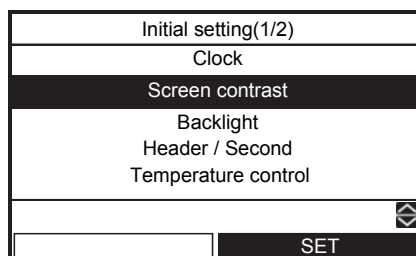 Initial setting(1/2)
Clock
Screen contrast
Backlight
Header / Second
Temperature control
SET